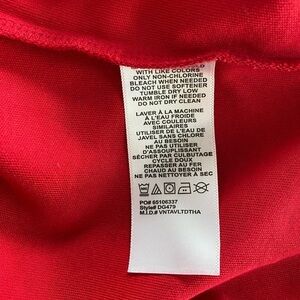 WITH LIKE COLORS
ONLY NON-CHLORINE
BLEACH WHEN NEEDED
DO NOT USE SOFTENER
TUMBLE DRY LOW
WARM IRON IF NEEDED
DO NOT DRY CLEAN
LAVER À LA MACHINE
À L'EAU FROIDE
AVEC COULEURS
SIMILAIRES
UTILISER DE L'EAU DE
JAVEL SANS CHLORE
AU BESOIN
NE PAS UTILISER
D'ASSOUPLISSANT
SÉCHER PAR CULBUTAGE
CYCLE DOUX
REPASSER AU FER
CHAUD AU BESOIN
NE PAS NETTOYER À SEC
PO# 65106337
Style# DG479
M.I.D.# VNTAVLTDTHA